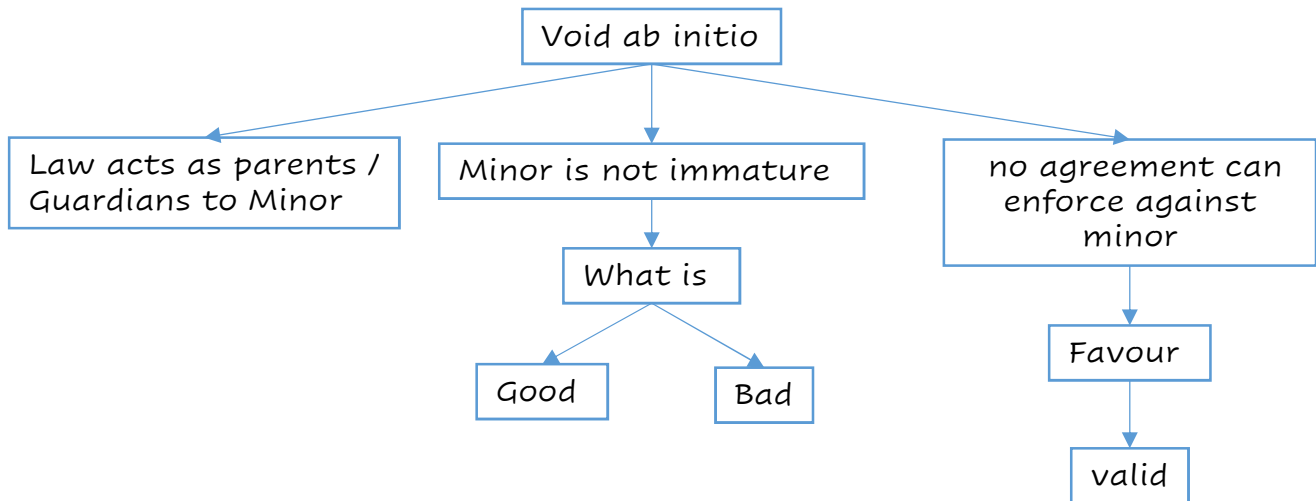 Void ab initio
Law acts as parents /
Guardians to Minor
Minor is not immature
no agreement can
enforce against
minor
What is
Favour
Good
Bad
valid